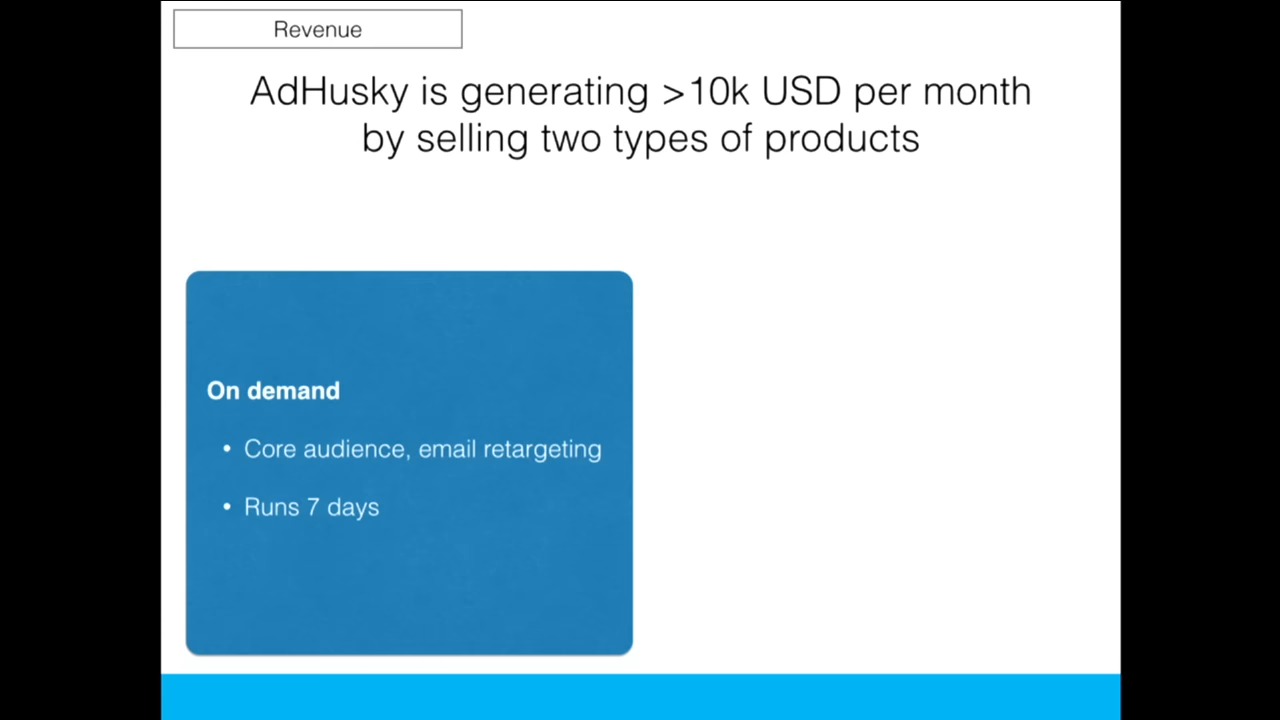 Revenue
AdHusky is generating >10k USD per month
by selling two types of products
On demand
• Core audience, email retargeting
• Runs 7 days